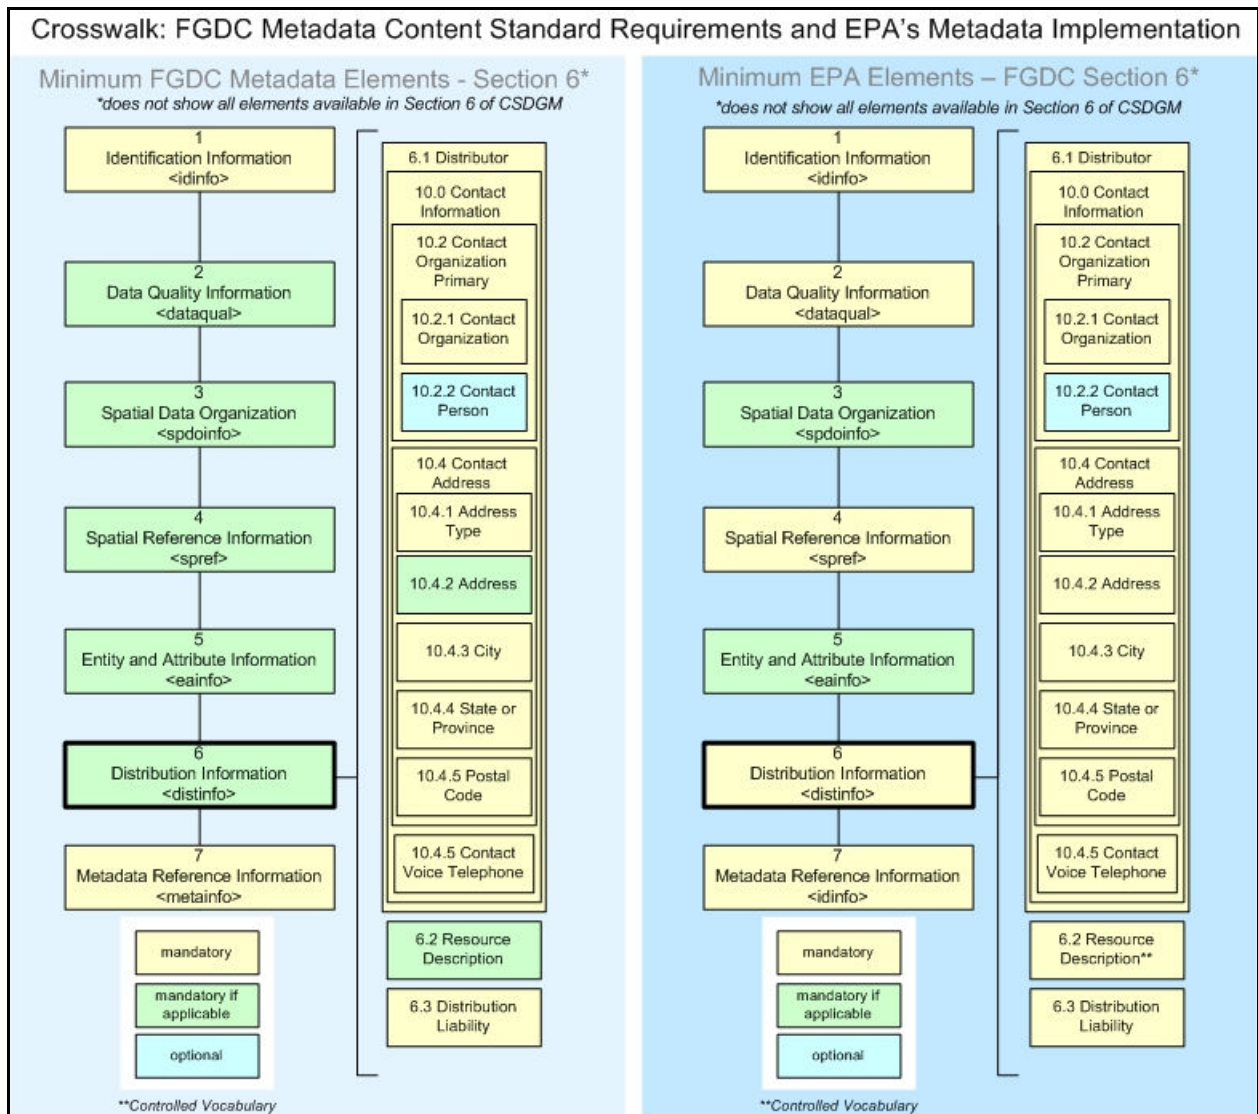 Crosswalk: FGDC Metadata Content Standard Requirements and EPA's Metadata Implementation
Minimum FGDC Metadata Elements - Section 6*
*does not show all elements available in Section 6 of CSDGM
1
Identification Information
<idinfo>
2
Data Quality Information
<dataqual>
3
Spatial Data Organization
<spdoinfo>
4
Spatial Reference Information
<spref>
5
Entity and Attribute Information
<eainfo>
6
Distribution Information
<distinfo>
7
Metadata Reference Information
<metainfo>
mandatory
mandatory if
applicable
optional
**Controlled Vocabulary
6.1 Distributor
10.0 Contact
Information
10.2 Contact
Organization
Primary
10.2.1 Contact
Organization
10.2.2 Contact
Person
10.4 Contact
Address
10.4.1 Address
Type
10.4.2 Address
10.4.3 City
10.4.4 State or
Province
10.4.5 Postal
Code
10.4.5 Contact
Voice Telephone
6.2 Resource
Description
6.3 Distribution
Liability
Minimum EPA Elements – FGDC Section 6*
*does not show all elements available in Section 6 of CSDGM
1
Identification Information
<idinfo>
2
Data Quality Information
<dataqual>
3
Spatial Data Organization
<spdoinfo>
4
Spatial Reference Information
<spref>
5
Entity and Attribute Information
<eainfo>
6
Distribution Information
<distinfo>
7
Metadata Reference Information
<idinfo>
mandatory
mandatory if
applicable
optional
**Controlled Vocabulary
6.1 Distributor
10.0 Contact
Information
10.2 Contact
Organization
Primary
10.2.1 Contact
Organization
10.2.2 Contact
Person
10.4 Contact
Address
10.4.1 Address
Type
10.4.2 Address
10.4.3 City
10.4.4 State or
Province
10.4.5 Postal
Code
10.4.5 Contact
Voice Telephone
6.2 Resource
Description**
6.3 Distribution
Liability